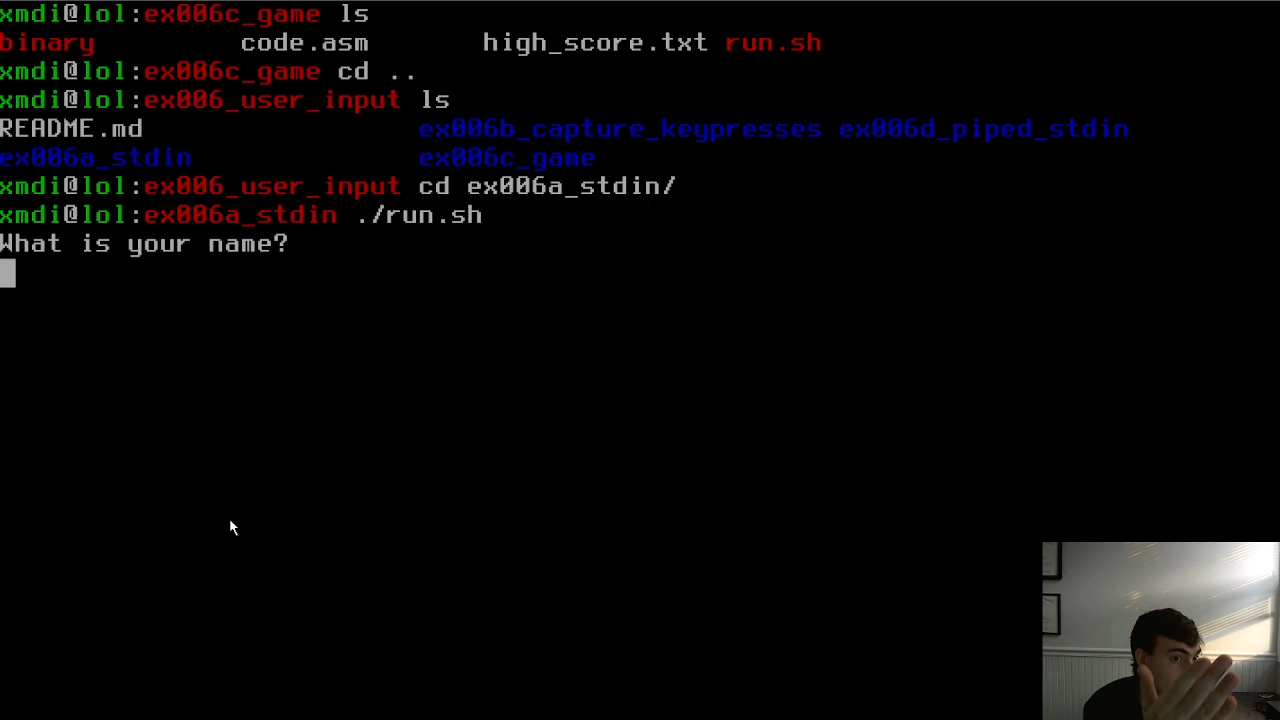 xmdi@lol:ex006c_game ls
binary code.asm high_score.txt run.sh
xmdi@lol:ex006c_game cd ..
xmdi@lol:ex006_user_input ls
README.md ex006b_capture_keypresses ex006d_piped_stdin
ex006a_stdin ex006c_game
xmdi@lol:ex006_user_input cd ex006a_stdin/
xmdi@lol:ex006a_stdin ./run.sh
What is your name?